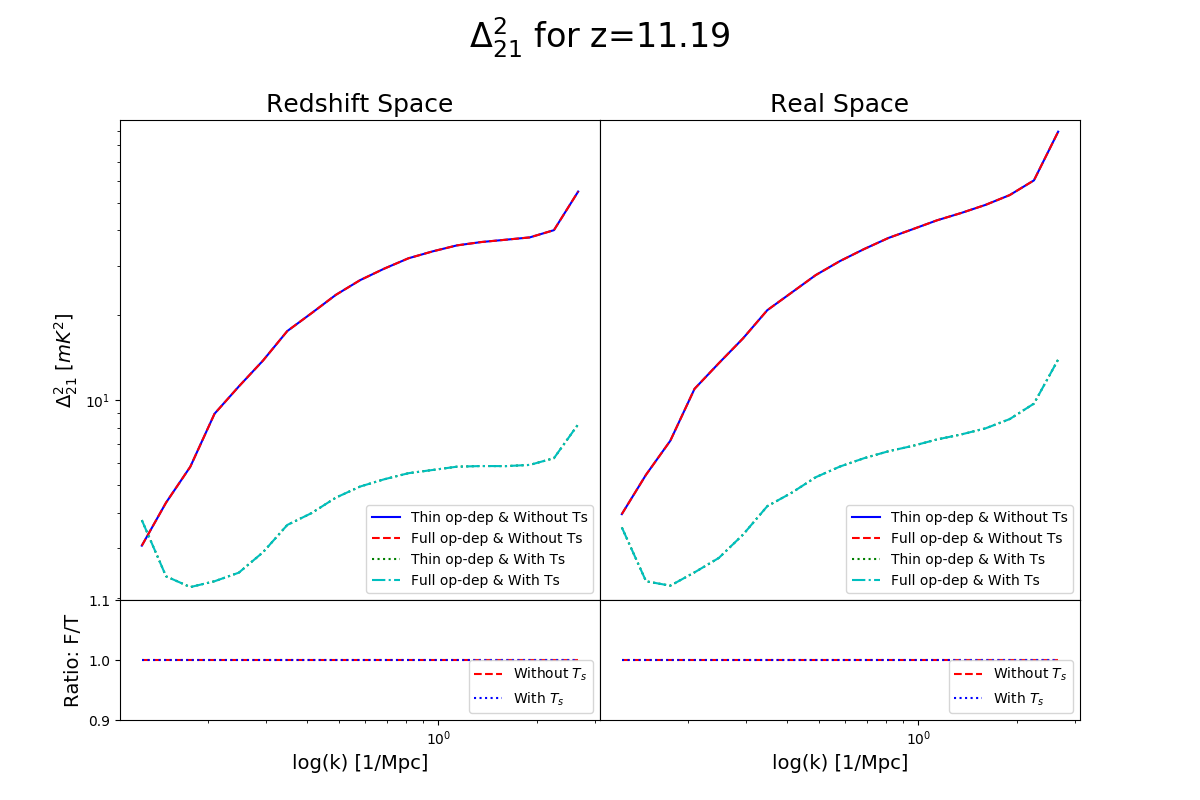 Δ²₂₁ for z=11.19
Redshift Space
Real Space
Δ²₂₁ [mK²]
10¹
Thin op-dep & Without Ts
Full op-dep & Without Ts
Thin op-dep & With Ts
Full op-dep & With Ts
Thin op-dep & Without Ts
Full op-dep & Without Ts
Thin op-dep & With Ts
Full op-dep & With Ts
Ratio: F/T
1.1
1.0
0.9
Without Tₛ
With Tₛ
Without Tₛ
With Tₛ
10⁰
10⁰
log(k) [1/Mpc]
log(k) [1/Mpc]